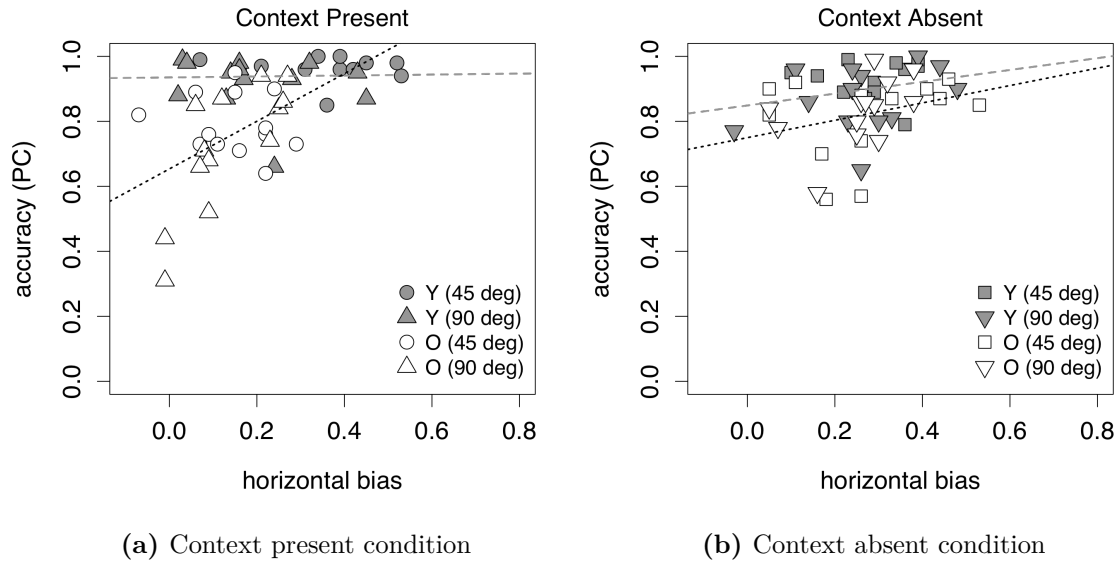 Context Present
accuracy (PC)
1.0
0.8
0.6
0.4
0.2
0.0
Y (45 deg)
Y (90 deg)
O (45 deg)
O (90 deg)
0.0 0.2 0.4 0.6 0.8
horizontal bias
(a) Context present condition
Context Absent
accuracy (PC)
1.0
0.8
0.6
0.4
0.2
0.0
Y (45 deg)
Y (90 deg)
O (45 deg)
O (90 deg)
0.0 0.2 0.4 0.6 0.8
horizontal bias
(b) Context absent condition